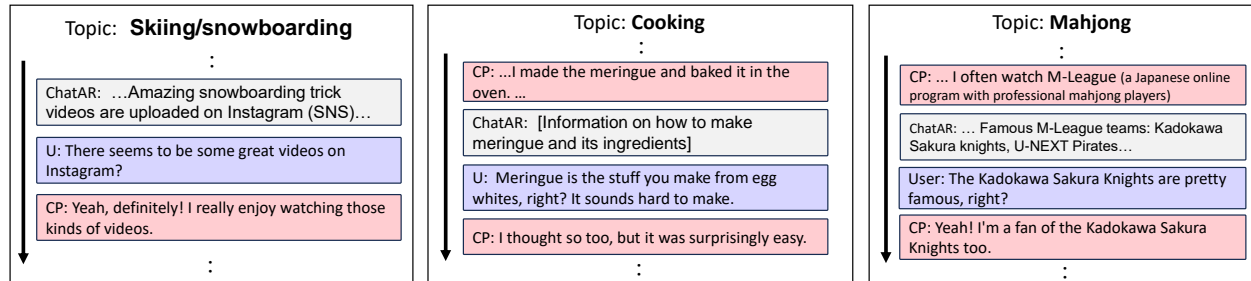 Topic: Skiing/snowboarding
:
ChatAR: …Amazing snowboarding trick
videos are uploaded on Instagram (SNS)…
U: There seems to be some great videos on
Instagram?
CP: Yeah, definitely! I really enjoy watching those
kinds of videos.
:
Topic: Cooking
:
CP: ...I made the meringue and baked it in the
oven. ...
ChatAR: [Information on how to make
meringue and its ingredients]
U: Meringue is the stuff you make from egg
whites, right? It sounds hard to make.
CP: I thought so too, but it was surprisingly easy.
:
Topic: Mahjong
:
CP: ... I often watch M-League (a Japanese online
program with professional mahjong players)
ChatAR: … Famous M-League teams: Kadokawa
Sakura knights, U-NEXT Pirates…
User: The Kadokawa Sakura Knights are pretty
famous, right?
CP: Yeah! I'm a fan of the Kadokawa Sakura
Knights too.
: